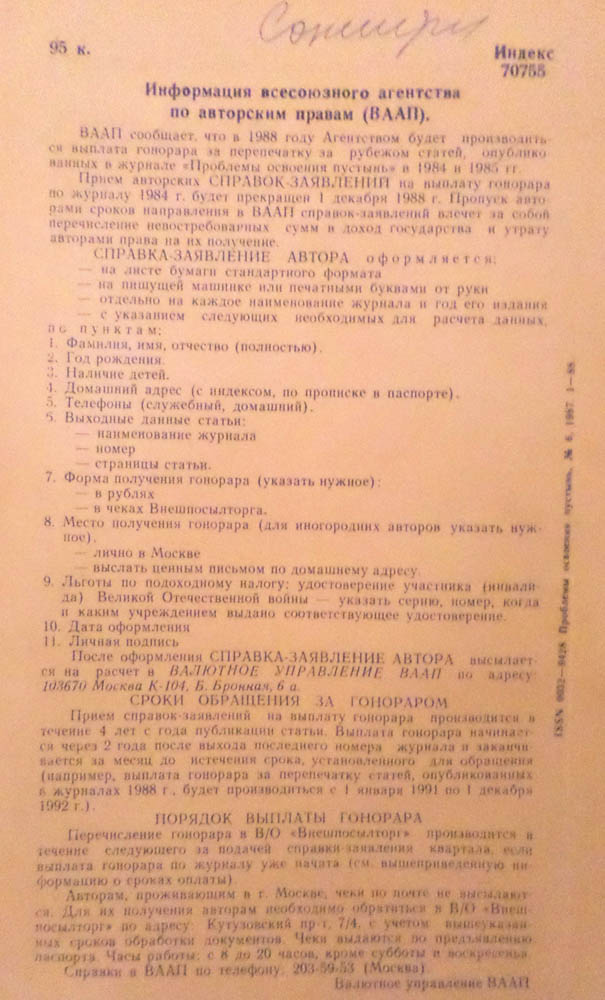 95 к.
Индекс
70755
Информация всесоюзного агентства
по авторским правам (ВААП).
ВААП сообщает, что в 1988 году Агентством будет производить-
ся выплата гонорара за перепечатку за рубежом статей, опублико
ванных в журнале «Проблемы освоения пустынь» в 1984 и 1985 гг.
Прием авторских СПРАВОК-ЗАЯВЛЕНИЙ на выплату гонорара
по журналу 1984 г. будет прекращен 1 декабря 1988 г. Пропуск авто-
рами сроков направления в ВААП справок-заявлений влечет за собой
перечисление невостребованных сумм в доход государства и утрату
авторами права на их получение.
СПРАВКА-ЗАЯВЛЕНИЕ АВТОРА оформляется:
— на листе бумаги стандартного формата
— на пищущей машинке или печатными буквами от руки
— отдельно на каждое наименование журнала и год его издания
— с указанием следующих необходимых для расчета данных,
по пунктам:
1. Фамилия, имя, отчество (полностью).
2. Год рождения.
3. Наличие детей.
4. Домашний адрес (с индексом, по прописке в паспорте).
5. Телефоны (служебный, домашний).
6. Выходные данные статьи:
— наименование журнала
— номер
— страницы статьи.
7. Форма получения гонорара (указать нужное):
— в рублях
— в чеках Внешпосылторга.
8. Место получения гонорара (для иногородних авторов указать нуж-
ное).
— лично в Москве
— выслать ценным письмом по домашнему адресу.
9. Льготы по подоходному налогу: удостоверение участника (инвали-
да) Великой Отечественной войны — указать серию, номер, когда
и каким учреждением выдано соответствующее удостоверение.
10. Дата оформления
11. Личная подпись
После оформления СПРАВКА-ЗАЯВЛЕНИЕ АВТОРА высылает-
ся на расчет в ВАЛЮТНОЕ УПРАВЛЕНИЕ ВААП по адресу:
103670 Москва К-104, Б. Бронная, 6 а.
СРОКИ ОБРАЩЕНИЯ ЗА ГОНОРАРОМ
Прием справок-заявлений на выплату гонорара производится в
течение 4 лет с года публикации статьи. Выплата гонорара начинает-
ся через 2 года после выхода последнего номера журнала и заканчи-
вается за месяц до истечения срока, установленного для обращения
(например, выплата гонорара за перепечатку статей, опубликованных
в журналах 1988 г., будет производиться с 1 января 1991 по 1 декабря
1992 г.).
ПОРЯДОК ВЫПЛАТЫ ГОНОРАРА
Перечисление гонорара в В/О «Внешпосылторг» производится в
течение следующего за подачей справки-заявления квартала, если
выплата гонорара по журналу уже начата (см. вышеприведенную ин-
формацию о сроках оплаты)
Авторам, проживающим в г. Москве, чеки по почте не высылают-
ся. Для их получения авторам необходимо обратиться в В/О «Внеш-
посылторг» по адресу: Кутузовский пр-т, 7/4, с учетом вышеуказан-
ных сроков обработки документов. Чеки выдаются по предъявлению
паспорта. Часы работы: с 8 до 20 часов, кроме субботы и воскресенья.
Справки в ВААП по телефону: 203-59-53 (Москва).
Валютное управление ВААП
ISSN 0032—9428 Проблемы освоения пустынь, № 6, 1987 1—88